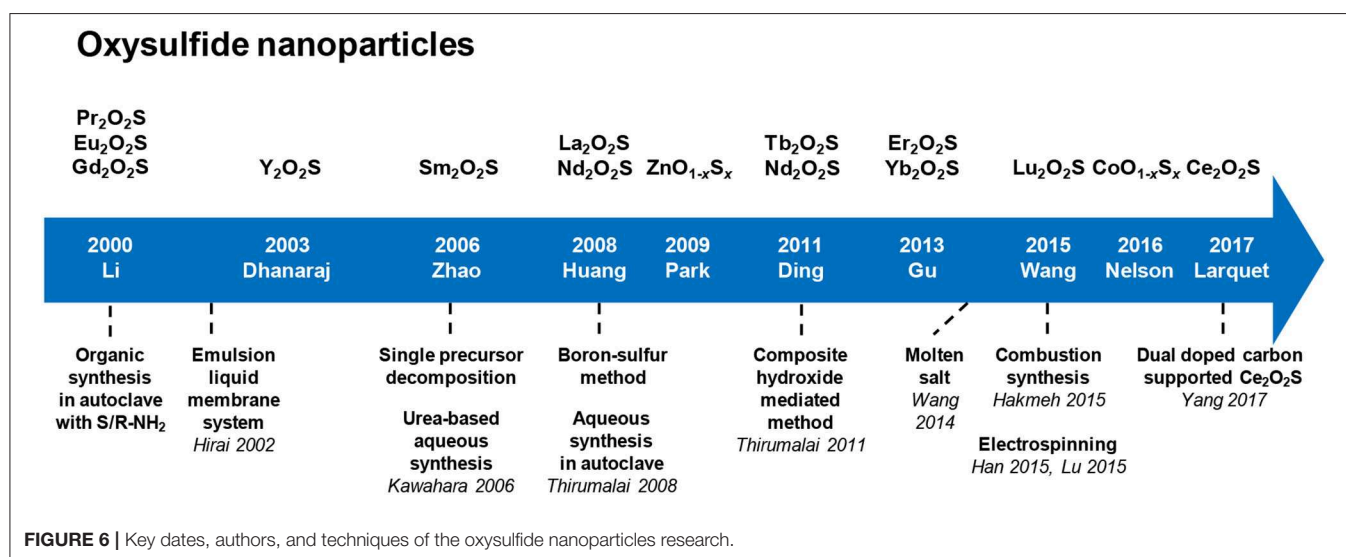 Oxysulfide nanoparticles
Pr₂O₂S
Eu₂O₂S
Gd₂O₂S
Y₂O₂S
Sm₂O₂S
La₂O₂S
Nd₂O₂S
ZnO₁₋ₓSₓ
Tb₂O₂S
Nd₂O₂S
Er₂O₂S
Yb₂O₂S
Lu₂O₂S
CoO₁₋ₓSₓ
Ce₂O₂S
2000
Li
2003
Dhanaraj
2006
Zhao
2008
Huang
2009
Park
2011
Ding
2013
Gu
2015
Wang
2016
Nelson
2017
Larquet
Organic
synthesis
in autoclave
with S/R-NH₂
Emulsion
liquid
membrane
system
Hirai 2002
Single precursor
decomposition
Urea-based
aqueous
synthesis
Kawahara 2006
Boron-sulfur
method
Aqueous
synthesis
in autoclave
Thirumalai 2008
Composite
hydroxide
mediated
method
Thirumalai 2011
Molten
salt
Wang
2014
Combustion
synthesis
Hakmeh 2015
Electrospinning
Han 2015, Lu 2015
Dual doped carbon
supported Ce₂O₂S
Yang 2017
FIGURE 6 | Key dates, authors, and techniques of the oxysulfide nanoparticles research.